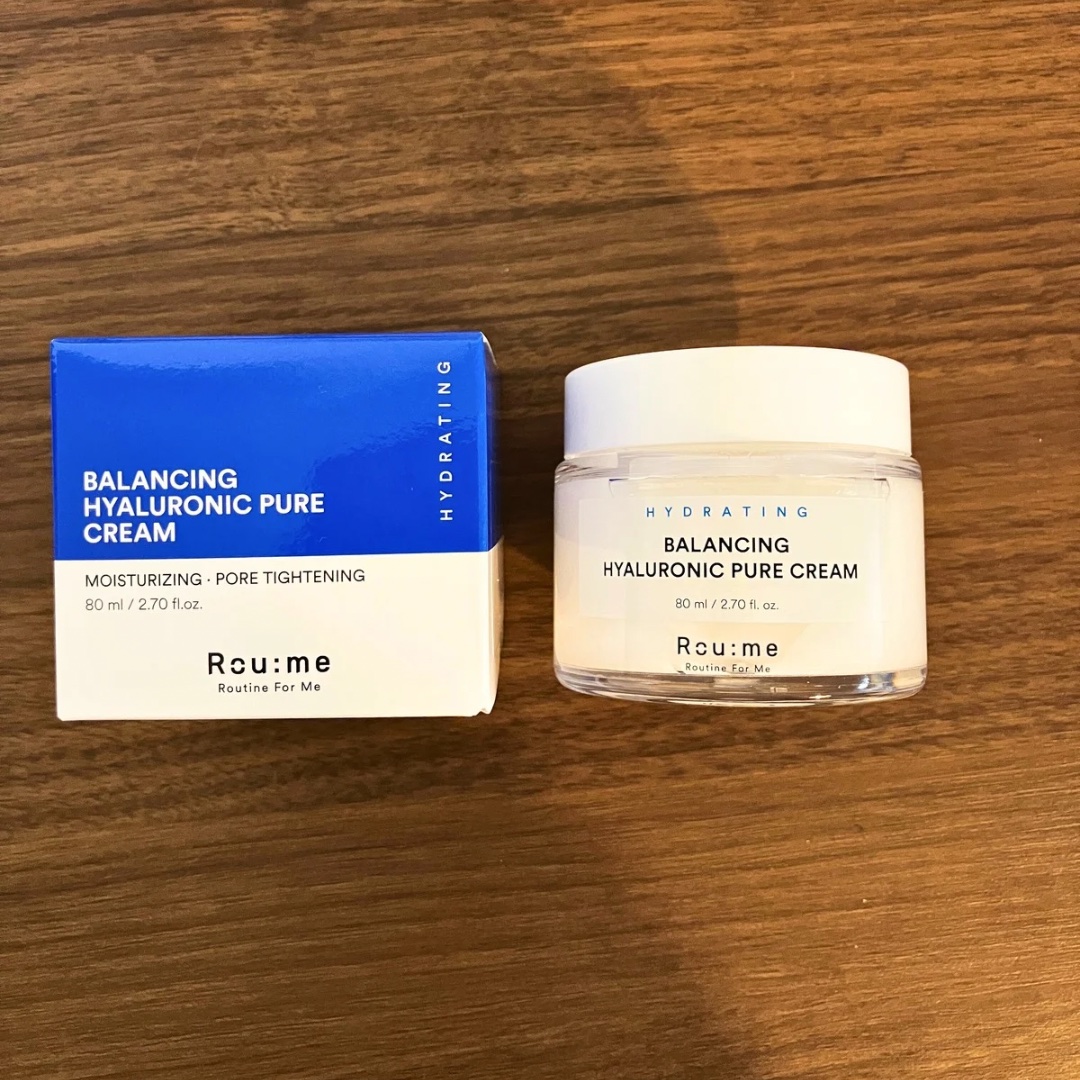 HYDRATING
BALANCING
HYALURONIC PURE
CREAM
MOISTURIZING · PORE TIGHTENING
80 ml / 2.70 fl.oz.
Rou:me
Routine For Me
HYDRATING
BALANCING
HYALURONIC PURE CREAM
80 ml / 2.70 fl. oz.
Rou:me
Routine For Me